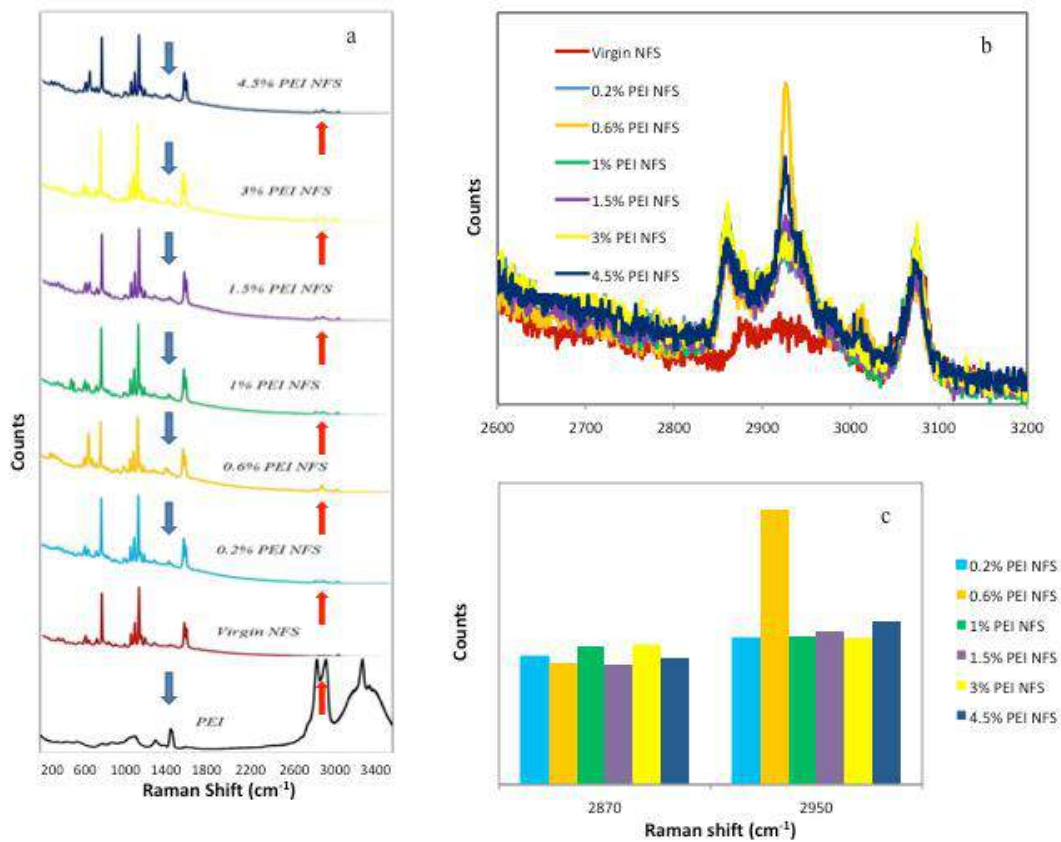 a
4.5% PEI NFS
3% PEI NFS
1.5% PEI NFS
1% PEI NFS
0.6% PEI NFS
0.2% PEI NFS
Virgin NFS
PEI
Counts
200 600 1000 1400 1800 2200 2600 3000 3400
Raman Shift (cm⁻¹)
b
Virgin NFS
0.2% PEI NFS
0.6% PEI NFS
1% PEI NFS
1.5% PEI NFS
3% PEI NFS
4.5% PEI NFS
Counts
2600 2700 2800 2900 3000 3100 3200
c
Counts
2870 2950
Raman shift (cm⁻¹)
0.2% PEI NFS
0.6% PEI NFS
1% PEI NFS
1.5% PEI NFS
3% PEI NFS
4.5% PEI NFS